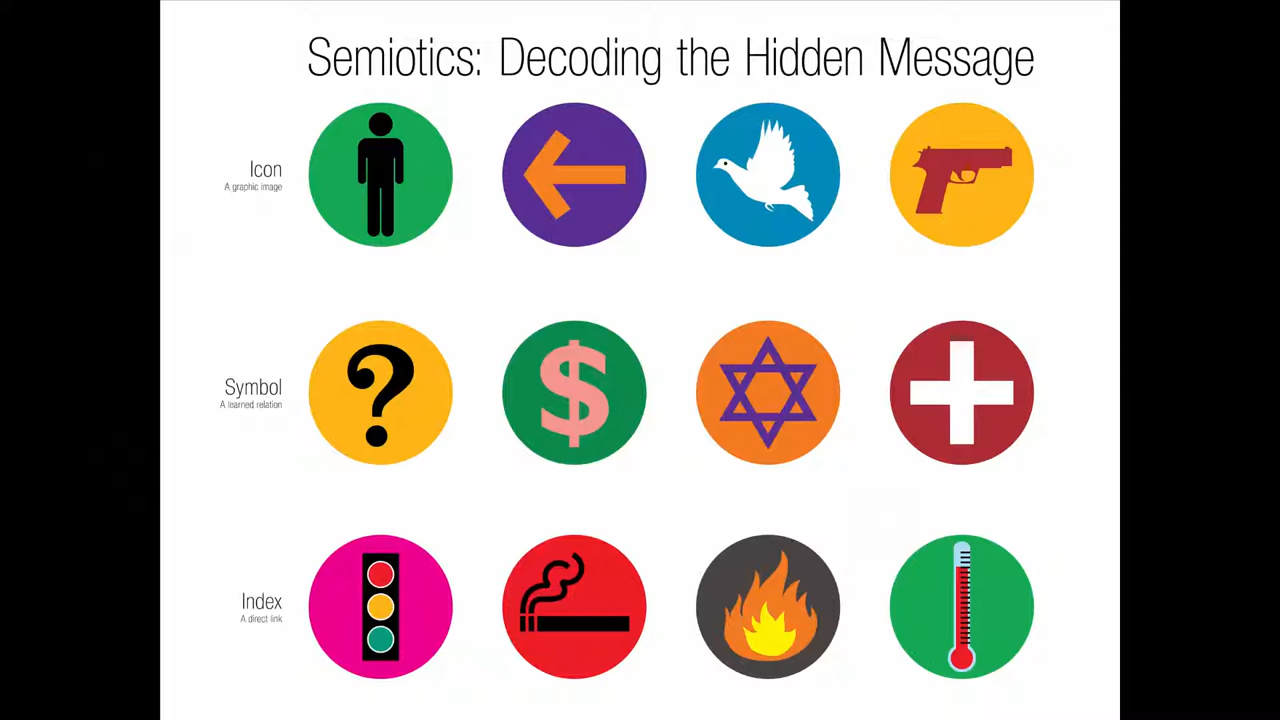 Semiotics: Decoding the Hidden Message
Icon
A graphic image
Symbol
A learned relation
?
$
Index
A direct link